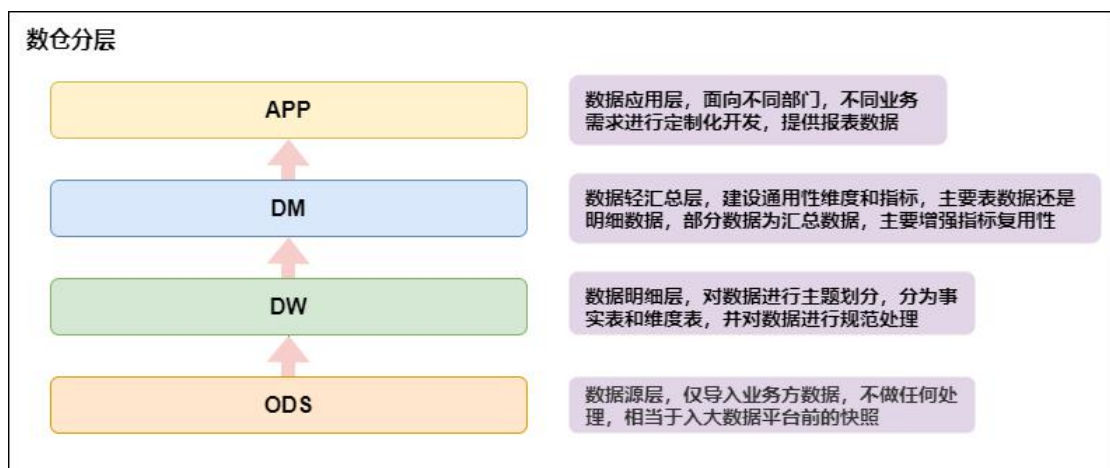 数仓分层
APP
数据应用层，面向不同部门，不同业务
需求进行定制化开发，提供报表数据
DM
数据轻汇总层，建设通用性维度和指标，主要表数据还是
明细数据，部分数据为汇总数据，主要增强指标复用性
DW
数据明细层，对数据进行主题划分，分为事
实表和维度表，并对数据进行规范处理
ODS
数据源层，仅导入业务方数据，不做任何处
理，相当于入大数据平台前的快照